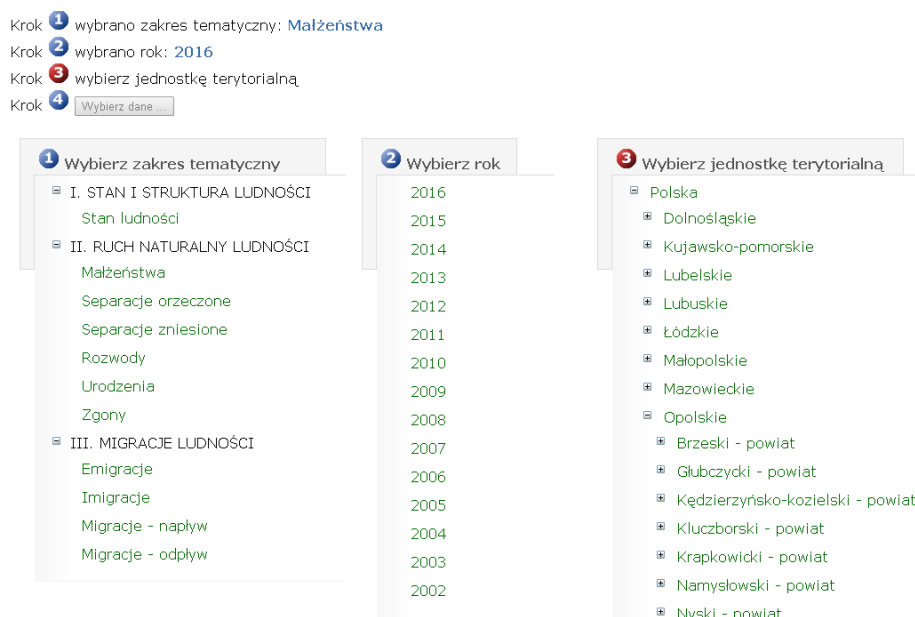 Krok 1 wybrano zakres tematyczny: Małżeństwa
Krok 2 wybrano rok: 2016
Krok 3 wybierz jednostkę terytorialną
Krok 4 Wybierz dane ...
1 Wybierz zakres tematyczny
I. STAN I STRUKTURA LUDNOŚCI
Stan ludności
II. RUCH NATURALNY LUDNOŚCI
Małżeństwa
Separacje orzeczone
Separacje zniesione
Rozwody
Urodzenia
Zgony
III. MIGRACJE LUDNOŚCI
Emigracje
Imigracje
Migracje - napływ
Migracje - odpływ
2 Wybierz rok
2016
2015
2014
2013
2012
2011
2010
2009
2008
2007
2006
2005
2004
2003
2002
3 Wybierz jednostkę terytorialną
Polska
Dolnośląskie
Kujawsko-pomorskie
Lubelskie
Lubuskie
Łódzkie
Małopolskie
Mazowieckie
Opolskie
Brzeski - powiat
Głubczycki - powiat
Kędzierzyńsko-kozielski - powiat
Kluczborski - powiat
Krapkowicki - powiat
Namysłowski - powiat
Nyski - powiat